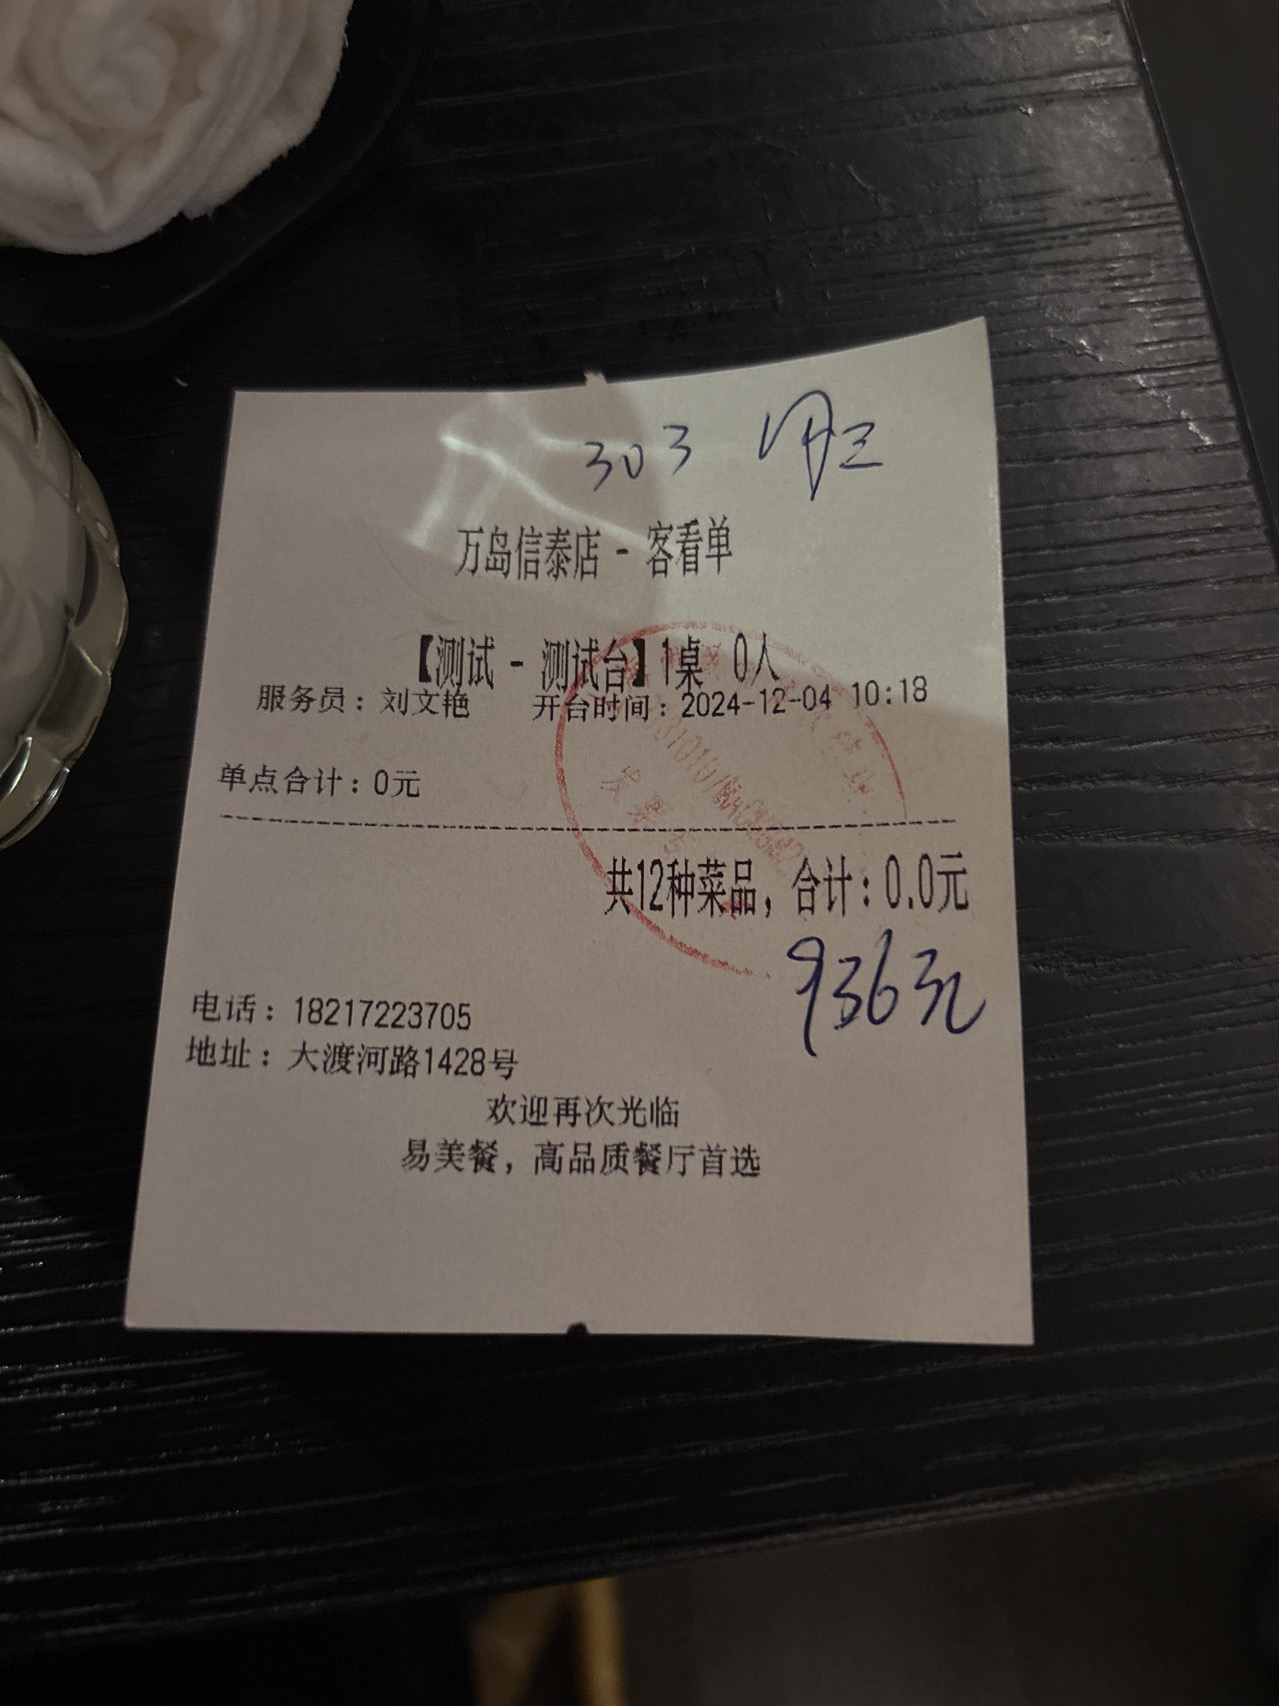 303
万岛信泰店 - 客看单
【测试 - 测试台】1桌 0人
服务员：刘文艳 开台时间：2024-12-04 10:18
单点合计：0元
共12种菜品，合计：0.0元
936元
电话：18217223705
地址：大渡河路1428号
欢迎再次光临
易美餐，高品质餐厅首选